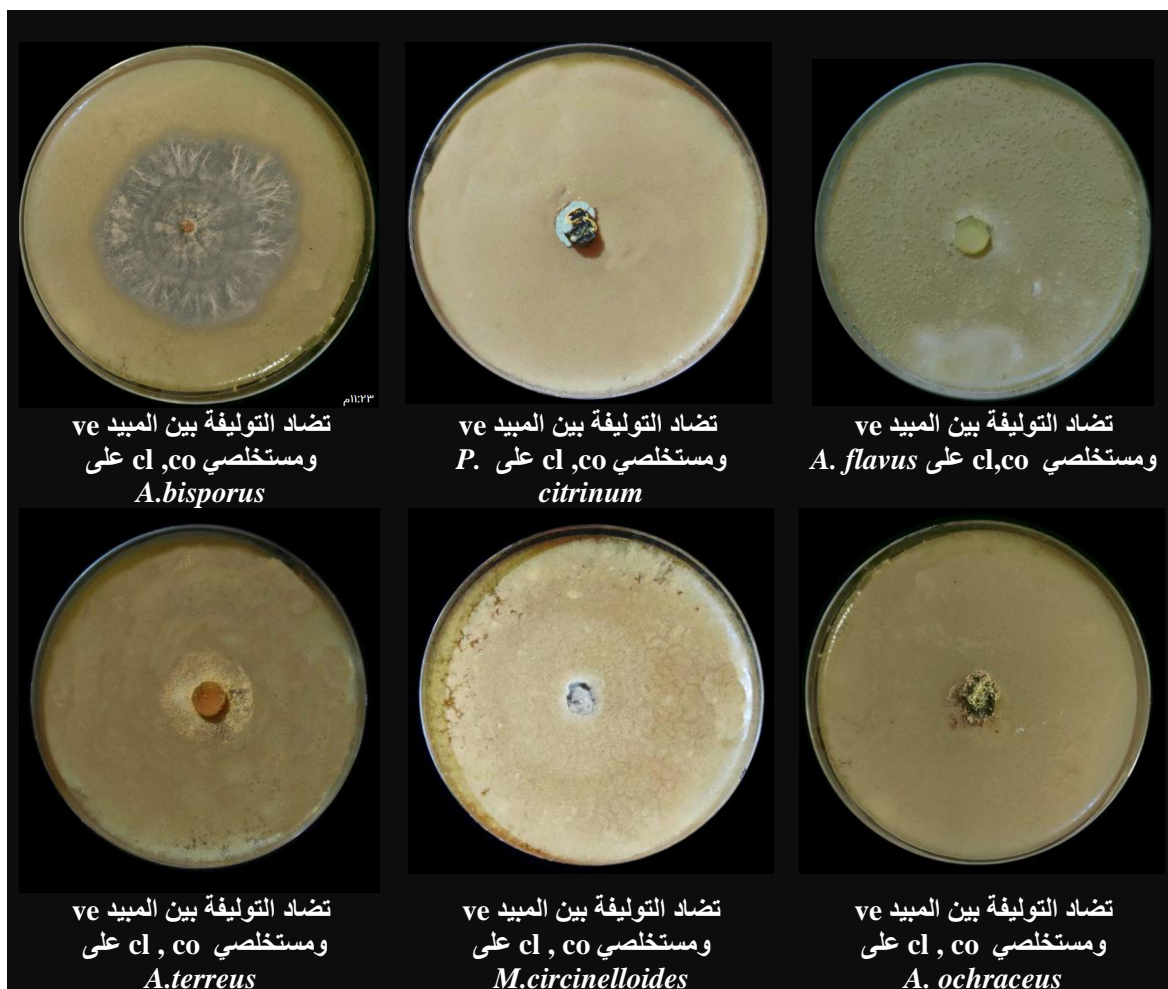 ١١:٢٣م
تضاد التوليفة بين المبيد ve
ومستخلصي cl ,co على
A.bisporus
تضاد التوليفة بين المبيد ve
ومستخلصي cl ,co على P.
citrinum
تضاد التوليفة بين المبيد ve
ومستخلصي cl,co على A. flavus
تضاد التوليفة بين المبيد ve
ومستخلصي cl , co على
A.terreus
تضاد التوليفة بين المبيد ve
ومستخلصي cl , co على
M.circinelloides
تضاد التوليفة بين المبيد ve
ومستخلصي cl , co على
A. ochraceus